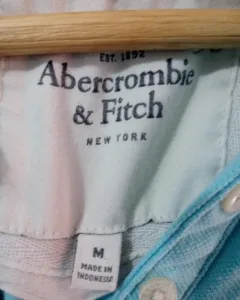 EST. 1892
Abercrombie
& Fitch
NEW YORK
M
MADE IN
INDONESIA